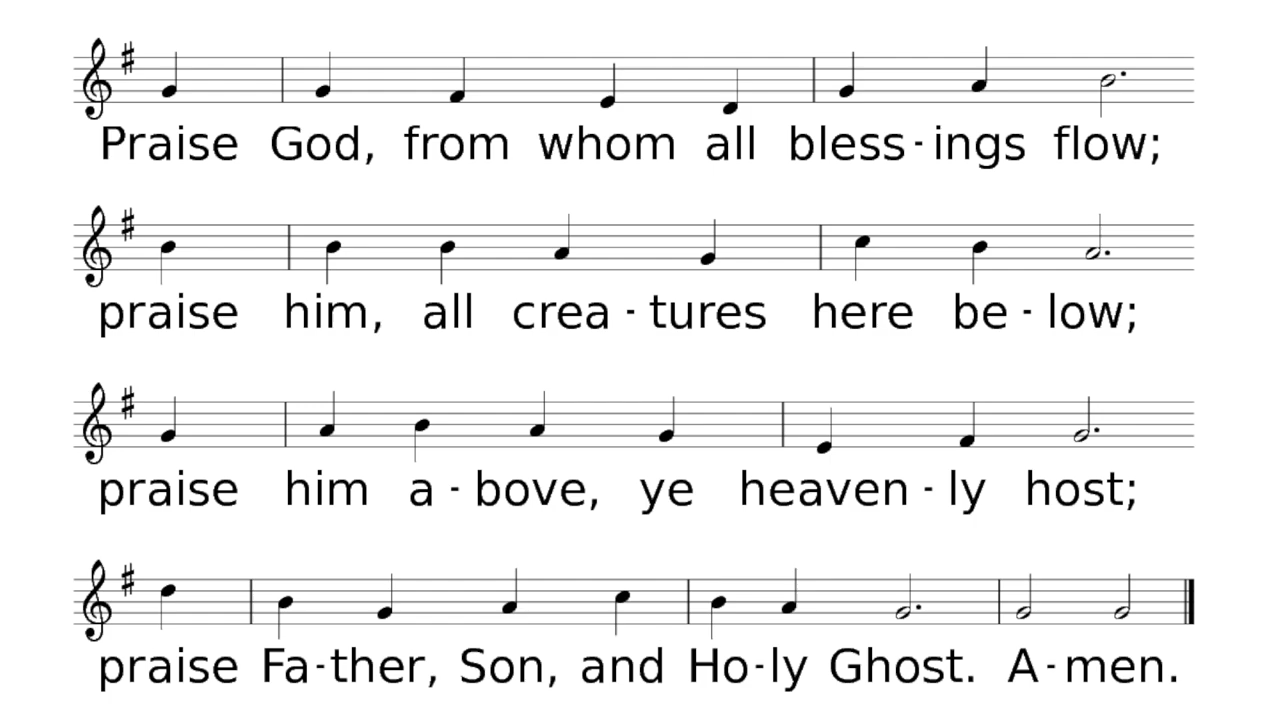 Praise God, from whom all bless - ings flow;
praise him, all crea - tures here be - low;
praise him a - bove, ye heaven - ly host;
praise Fa - ther, Son, and Ho - ly Ghost. A - men.